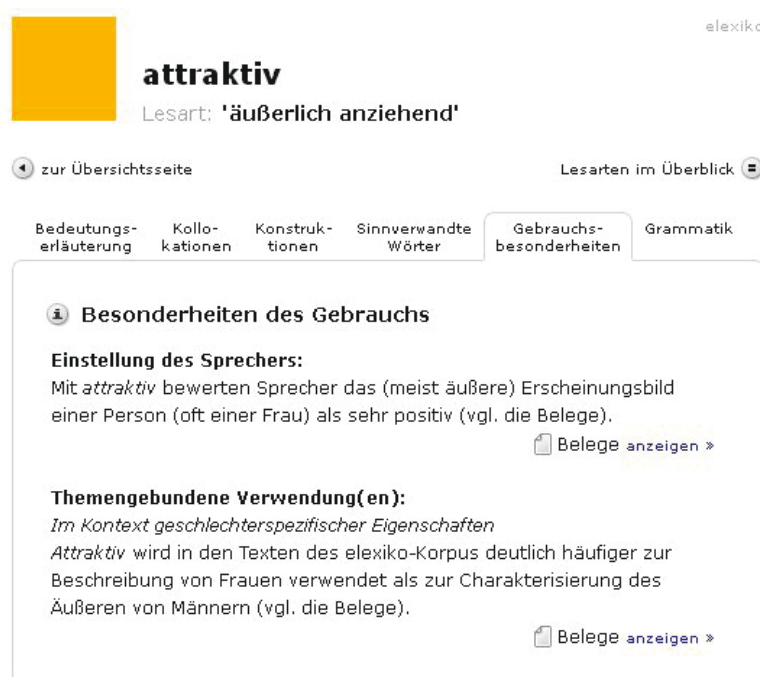 elexiko
attraktiv
Lesart: 'äußerlich anziehend'
zur Übersichtsseite
Lesarten im Überblick
Bedeutungs-
erläuterung
Kollo-
kationen
Konstruk-
tionen
Sinnverwandte
Wörter
Gebrauchs-
besonderheiten
Grammatik
Besonderheiten des Gebrauchs
Einstellung des Sprechers:
Mit attraktiv bewerten Sprecher das (meist äußere) Erscheinungsbild
einer Person (oft einer Frau) als sehr positiv (vgl. die Belege).
Belege anzeigen »
Themengebundene Verwendung(en):
Im Kontext geschlechterspezifischer Eigenschaften
Attraktiv wird in den Texten des elexiko-Korpus deutlich häufiger zur
Beschreibung von Frauen verwendet als zur Charakterisierung des
Äußeren von Männern (vgl. die Belege).
Belege anzeigen »